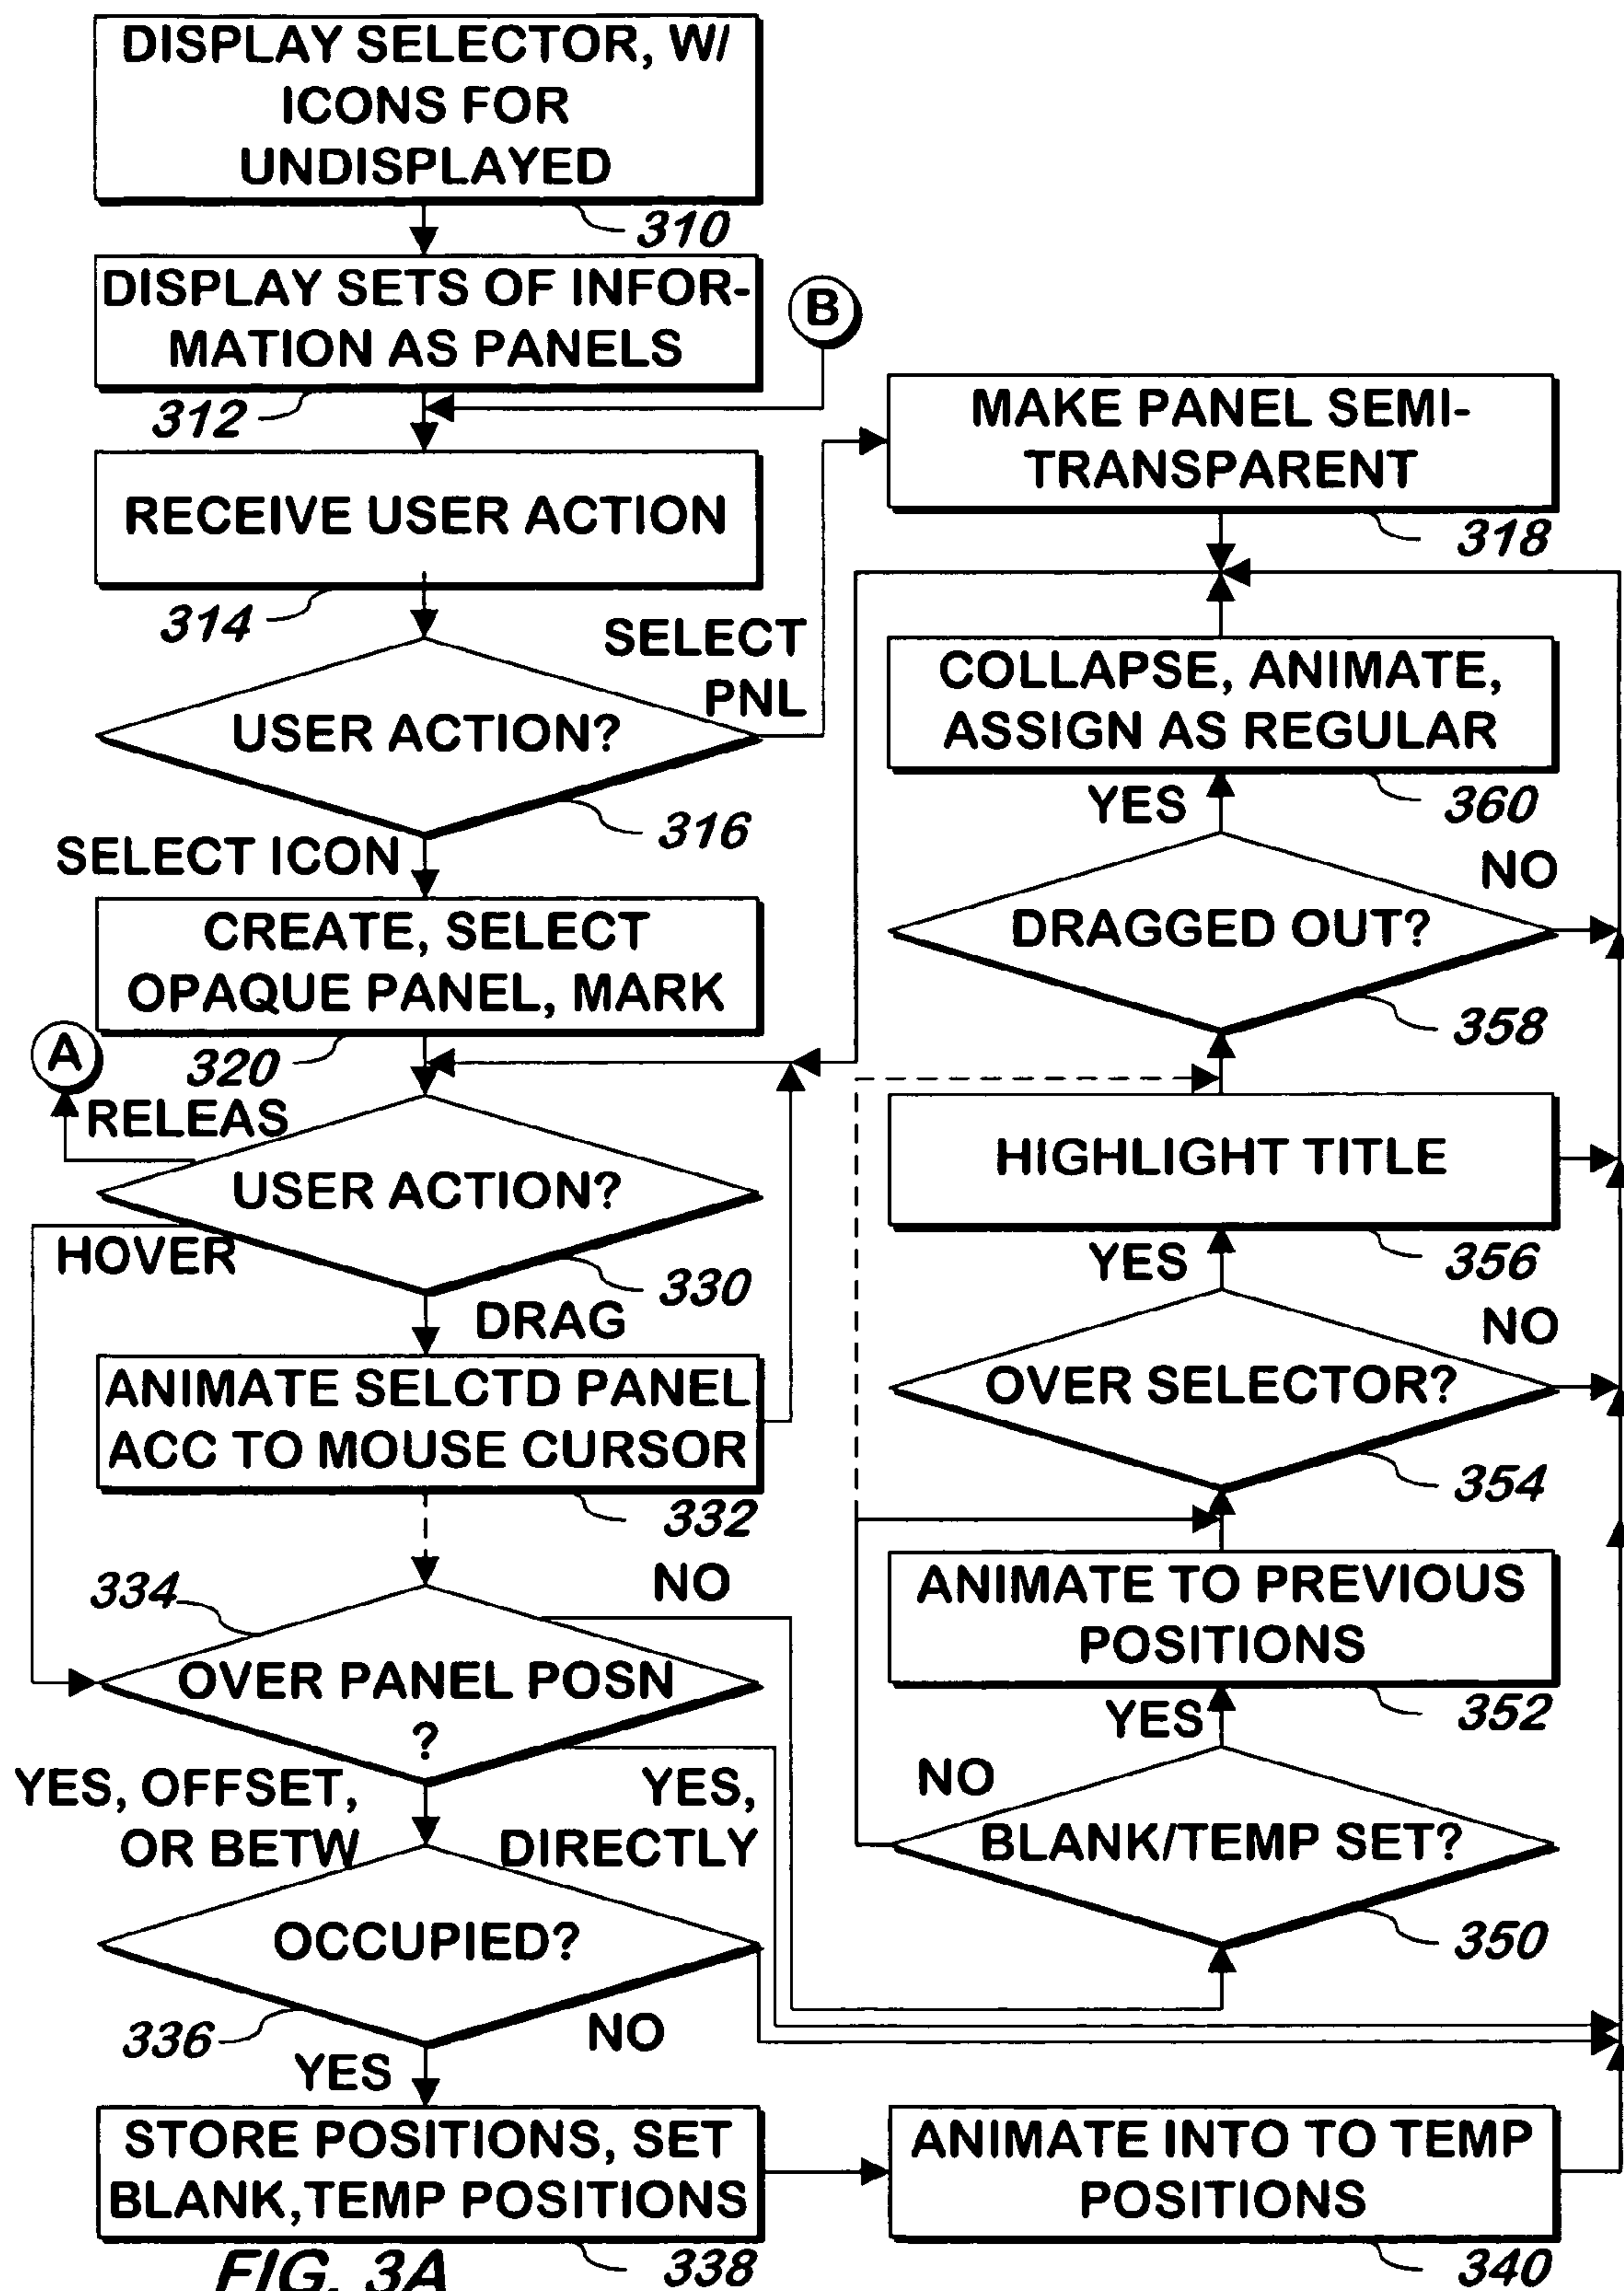 DISPLAY SELECTOR, W/
ICONS FOR
UNDISPLAYED
310
DISPLAY SETS OF INFOR-
MATION AS PANELS
312
B
RECEIVE USER ACTION
314
SELECT
PNL
USER ACTION?
316
SELECT ICON
CREATE, SELECT
OPAQUE PANEL, MARK
320
A
RELEAS
USER ACTION?
HOVER
330
DRAG
ANIMATE SELCTD PANEL
ACC TO MOUSE CURSOR
332
334
NO
OVER PANEL POSN
?
YES, OFFSET,
OR BETW
YES,
DIRECTLY
OCCUPIED?
336
NO
YES
STORE POSITIONS, SET
BLANK,TEMP POSITIONS
338
MAKE PANEL SEMI-
TRANSPARENT
318
COLLAPSE, ANIMATE,
ASSIGN AS REGULAR
YES
360
NO
DRAGGED OUT?
358
HIGHLIGHT TITLE
YES
356
NO
OVER SELECTOR?
354
ANIMATE TO PREVIOUS
POSITIONS
YES
352
NO
BLANK/TEMP SET?
350
ANIMATE INTO TO TEMP
POSITIONS
340
FIG. 3A